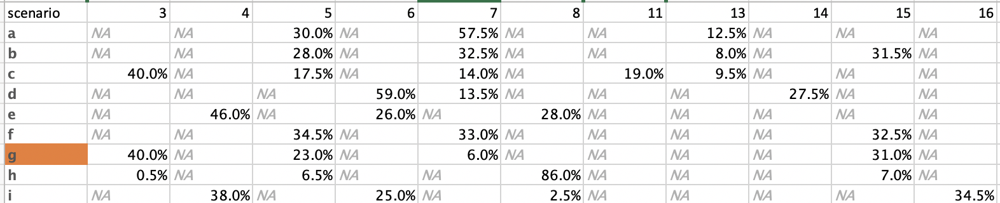 scenario 3 4 5 6 7 8 11 13 14 15 16
a NA NA 30.0% NA 57.5% NA NA 12.5% NA NA NA
b NA NA 28.0% NA 32.5% NA NA 8.0% NA 31.5% NA
c 40.0% NA 17.5% NA 14.0% NA 19.0% 9.5% NA NA NA
d NA NA NA 59.0% 13.5% NA NA NA 27.5% NA NA
e NA 46.0% NA 26.0% NA 28.0% NA NA NA NA NA
f NA NA 34.5% NA 33.0% NA NA NA NA 32.5% NA
g 40.0% NA 23.0% NA 6.0% NA NA NA NA 31.0% NA
h 0.5% NA 6.5% NA NA 86.0% NA NA NA 7.0% NA
i NA 38.0% NA 25.0% NA 2.5% NA NA NA NA 34.5%